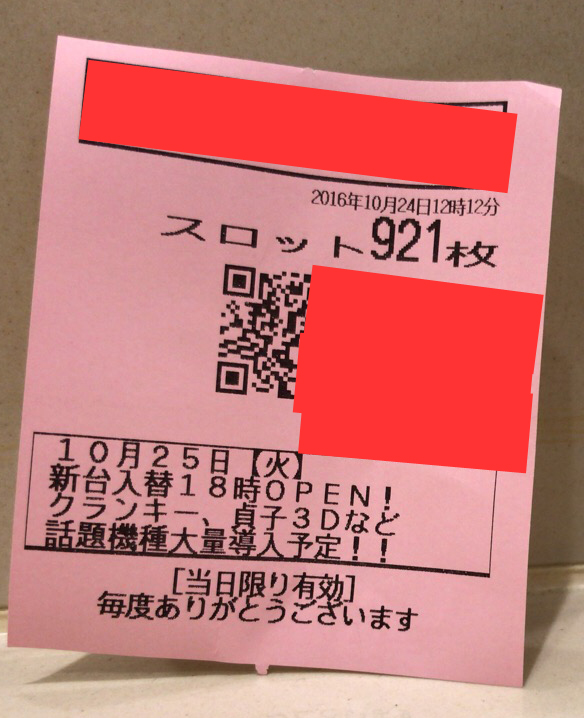 2016年10月24日12時12分
スロット921枚
10月25日【火】
新台入替18時OPEN!
クランキー、貞子3Dなど
話題機種大量導入予定!!
[当日限り有効]
毎度ありがとうございます